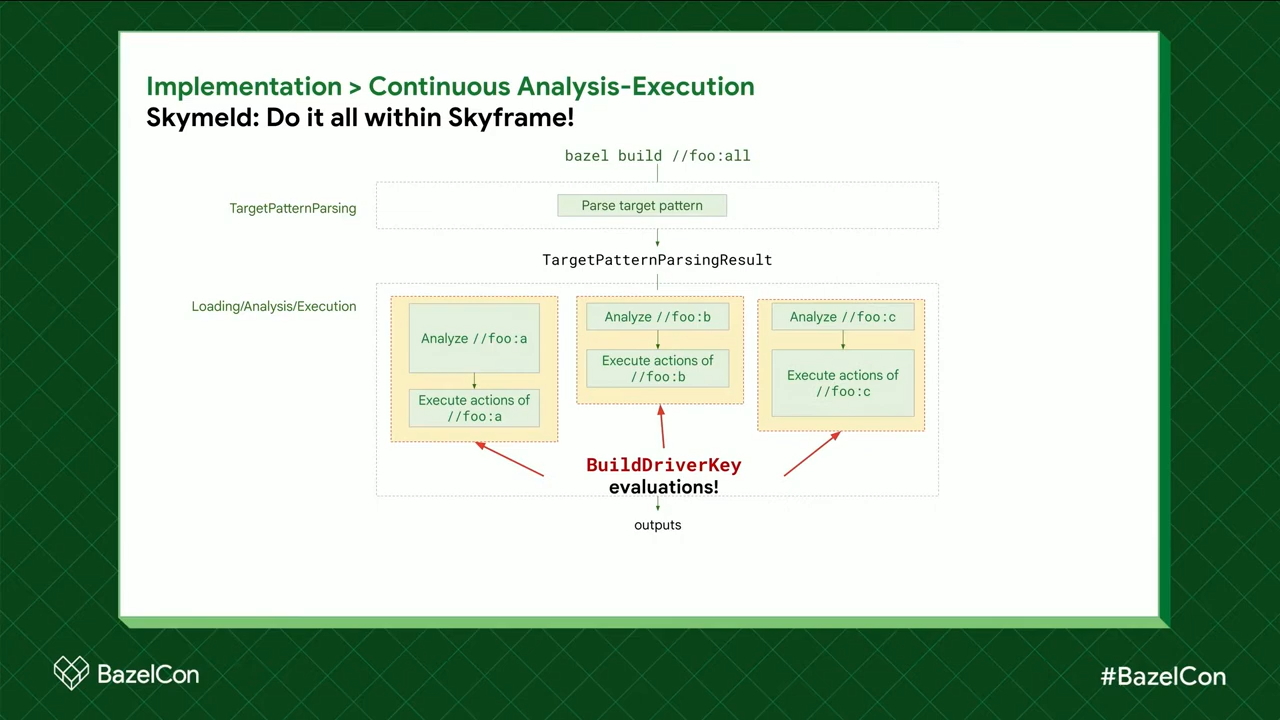 Implementation > Continuous Analysis-Execution
Skymeld: Do it all within Skyframe!
bazel build //foo:all
TargetPatternParsing
Parse target pattern
TargetPatternParsingResult
Loading/Analysis/Execution
Analyze //foo:a
Execute actions of
//foo:a
Analyze //foo:b
Execute actions of
//foo:b
Analyze //foo:c
Execute actions of
//foo:c
BuildDriverKey
evaluations!
outputs
BazelCon
#BazelCon